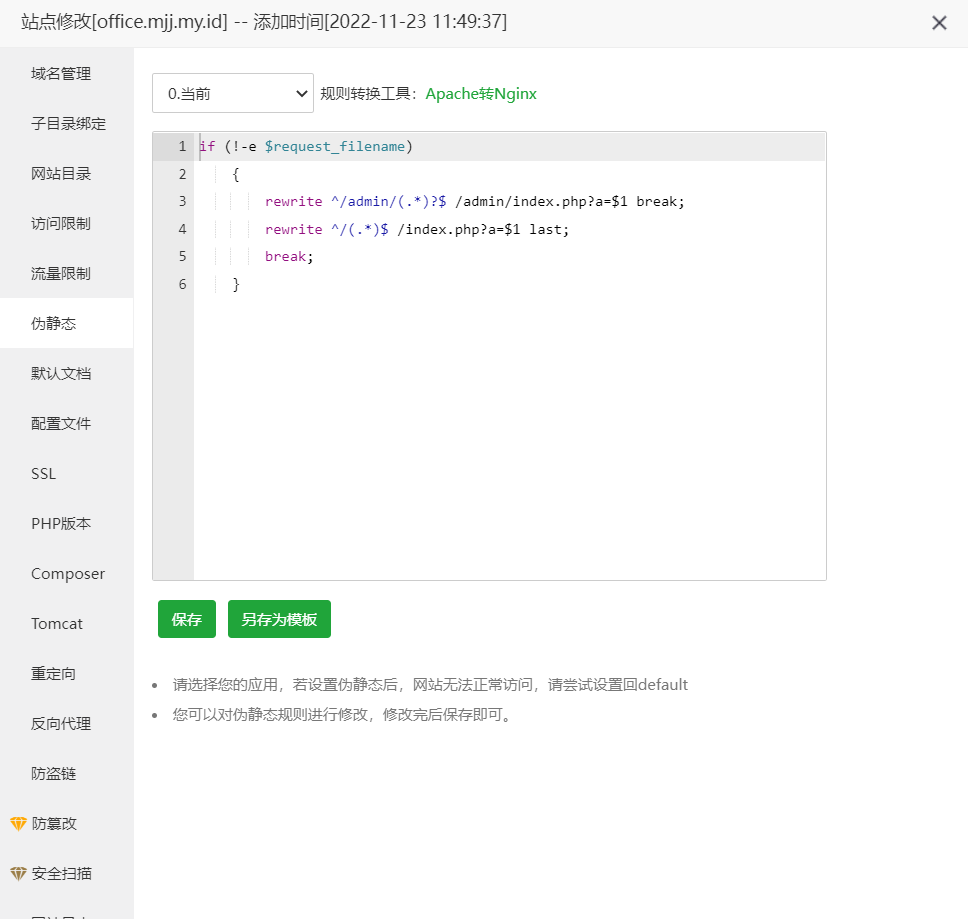 站点修改[office.mjj.my.id] -- 添加时间[2022-11-23 11:49:37]
域名管理
子目录绑定
网站目录
访问限制
流量限制
伪静态
默认文档
配置文件
SSL
PHP版本
Composer
Tomcat
重定向
反向代理
防盗链
防篡改
安全扫描
0.当前
规则转换工具：Apache转Nginx
1 if (!-e $request_filename)
2 {
3 rewrite ^/admin/(.*)?$ /admin/index.php?a=$1 break;
4 rewrite ^/(.*)$ /index.php?a=$1 last;
5 break;
6 }
保存
另存为模板
请选择您的应用，若设置伪静态后，网站无法正常访问，请尝试设置回default
您可以对伪静态规则进行修改，修改完后保存即可。